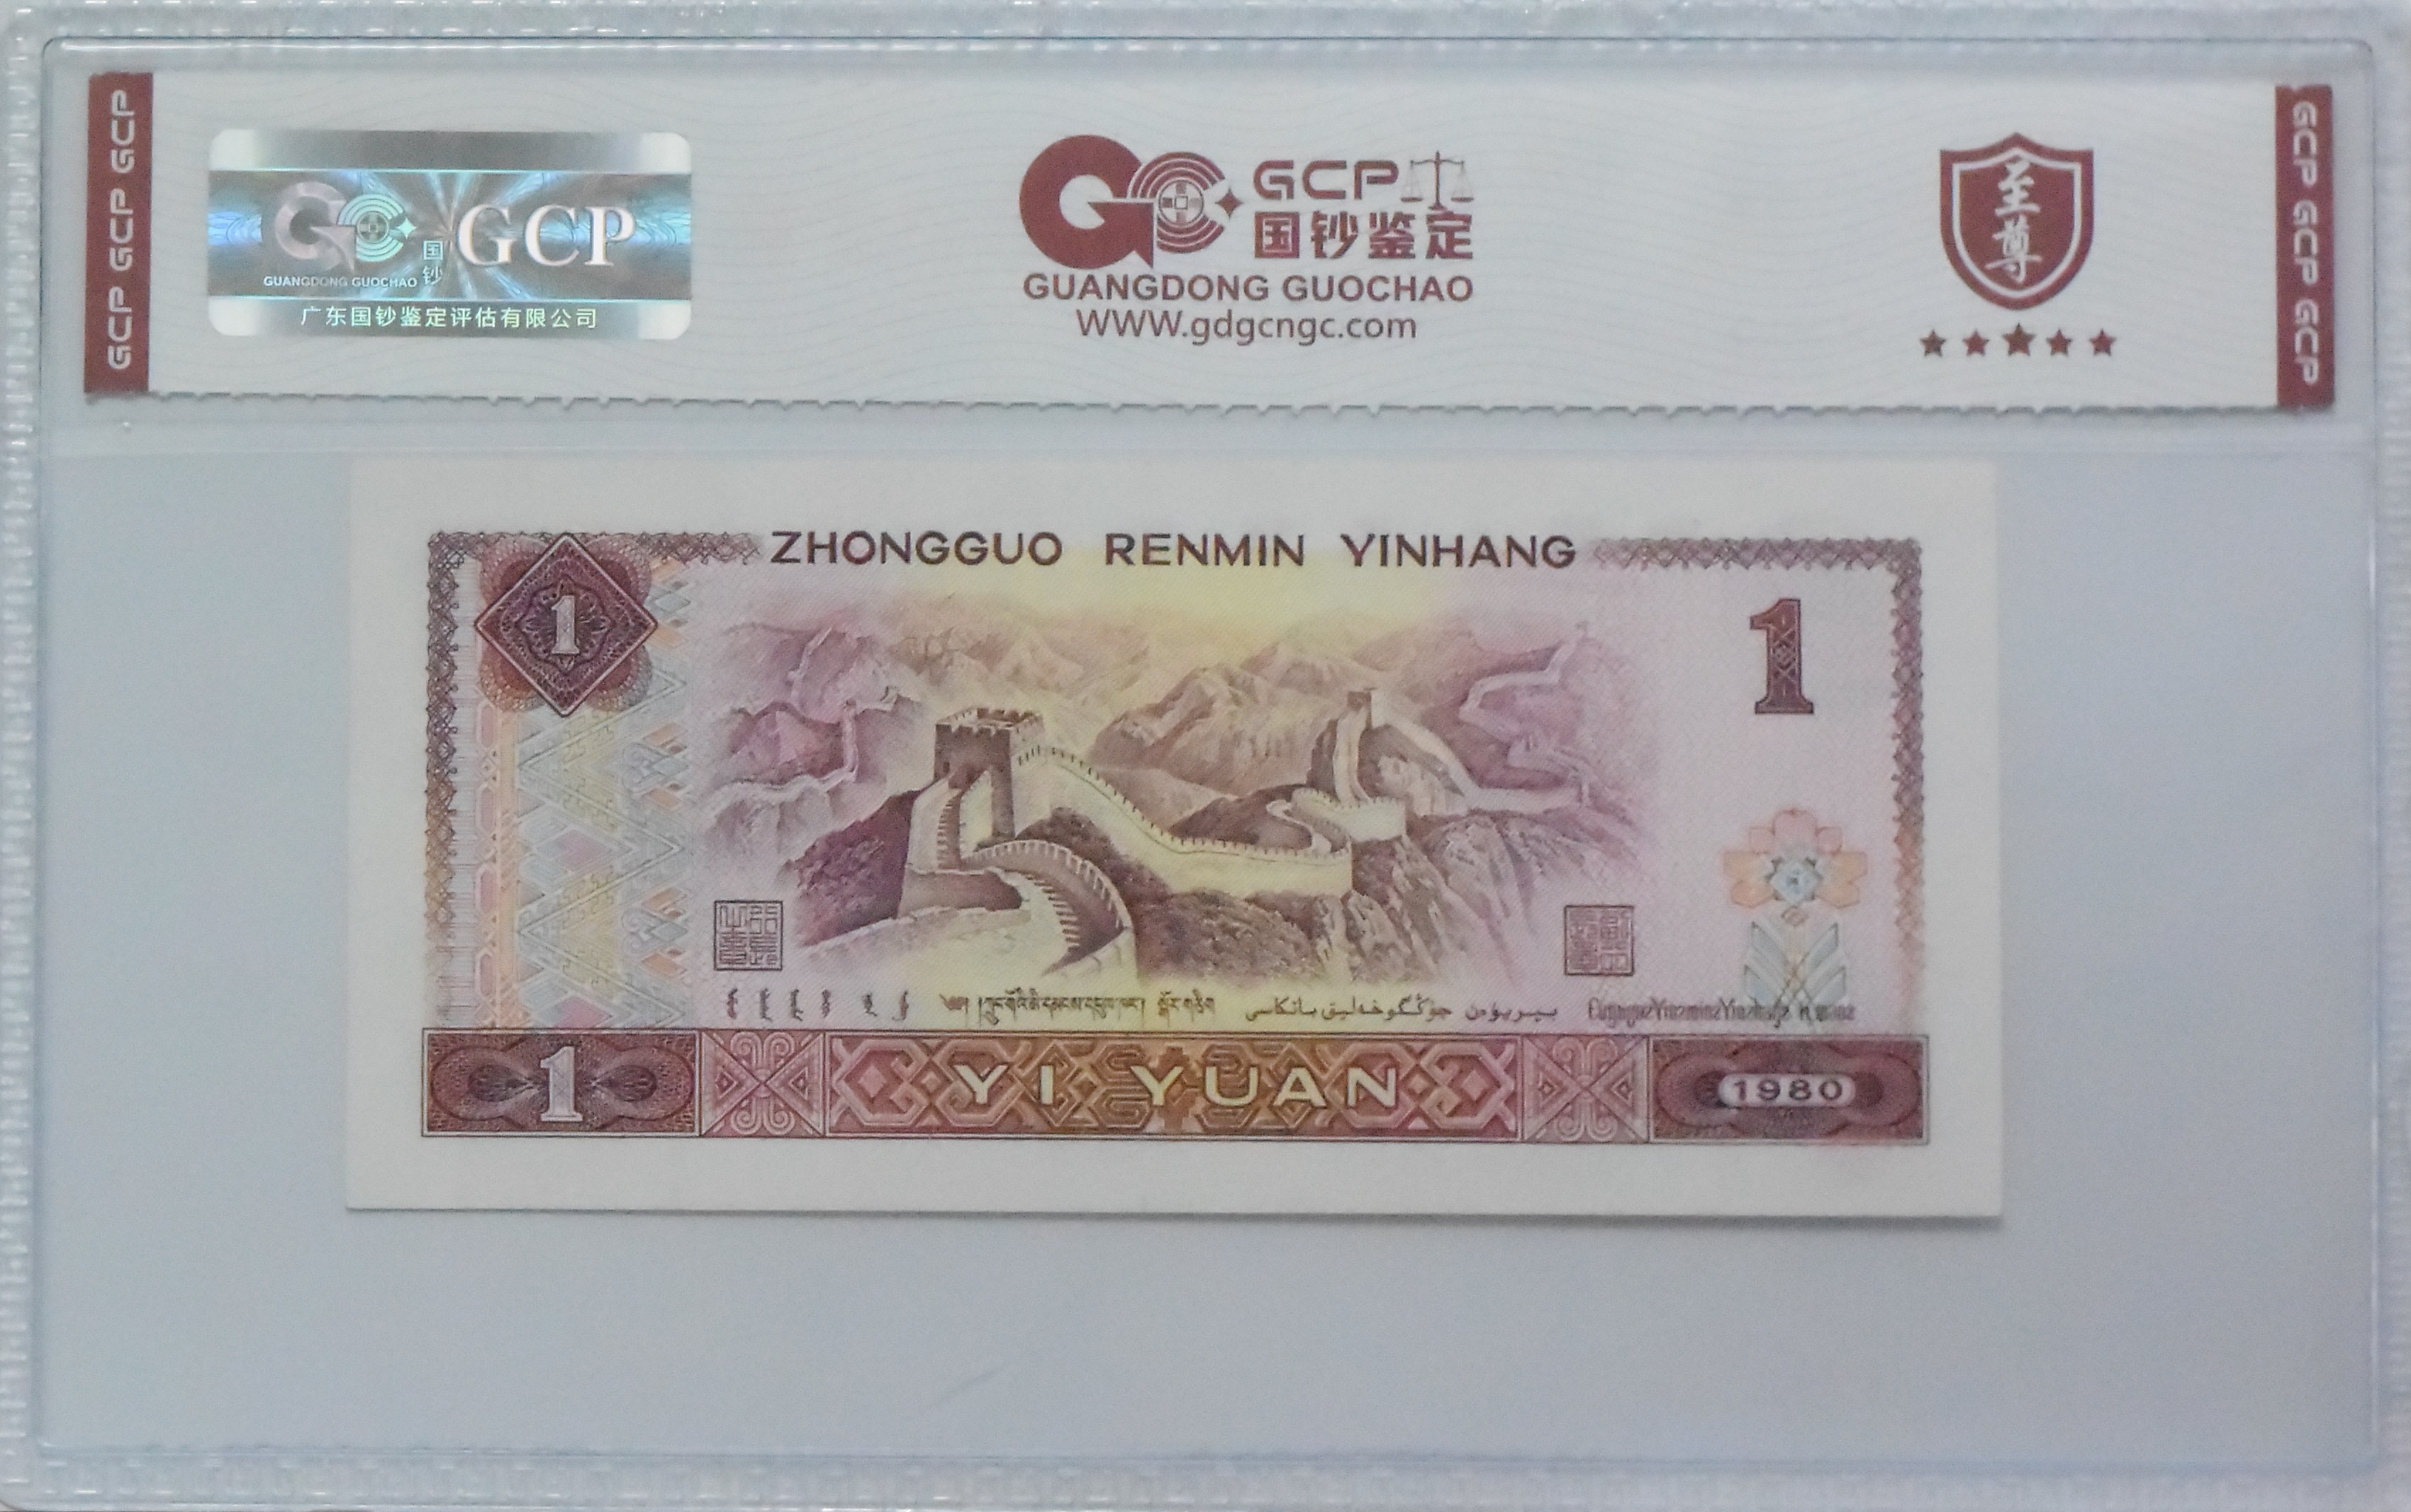 GCP GCP GCP
GUANGDONG GUOCHAO
国钞
GCP
广东国钞鉴定评估有限公司
GCP
国钞鉴定
GUANGDONG GUOCHAO
WWW.gdgcngc.com
至尊
GCP GCP GCP
ZHONGGUO RENMIN YINHANG
1
1
1
YI YUAN
1980